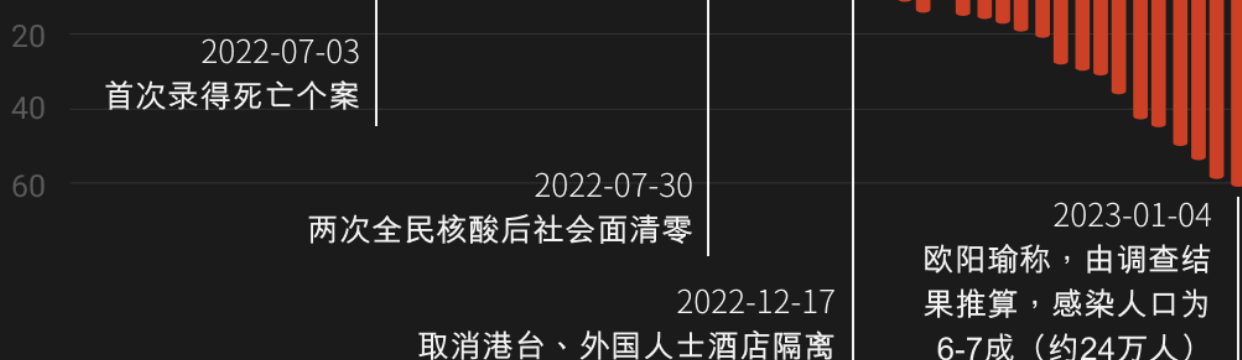 20
2022-07-03
首次录得死亡个案
40
60
2022-07-30
两次全民核酸后社会面清零
2023-01-04
欧阳瑜称，由调查结
果推算，感染人口为
6-7成（约24万人）
2022-12-17
取消港台、外国人士酒店隔离